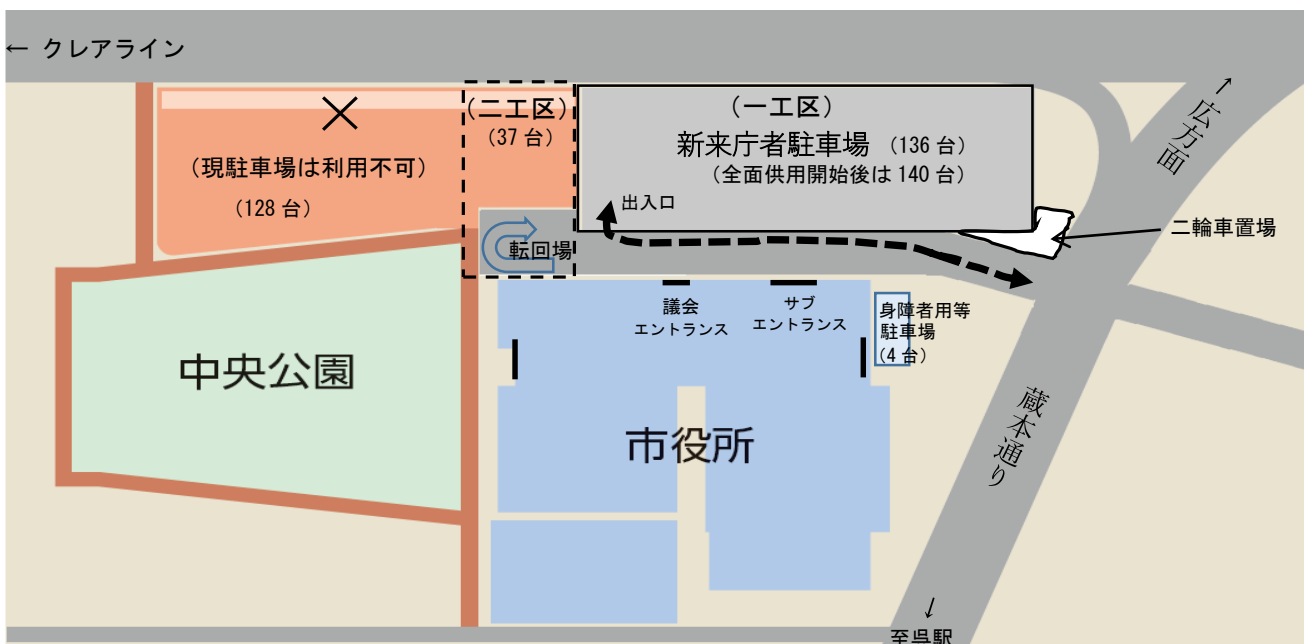 ← クレアライン
(二工区)
(37 台)
(一工区)
新来庁者駐車場 (136 台)
(全面供用開始後は 140 台)
↑広方面
(現駐車場は利用不可)
(128 台)
出入口
二輪車置場
転回場
議会
エントランス
サブ
エントランス
身障者用等
駐車場
(4 台)
中央公園
市役所
蔵本通り
↓
至呉駅